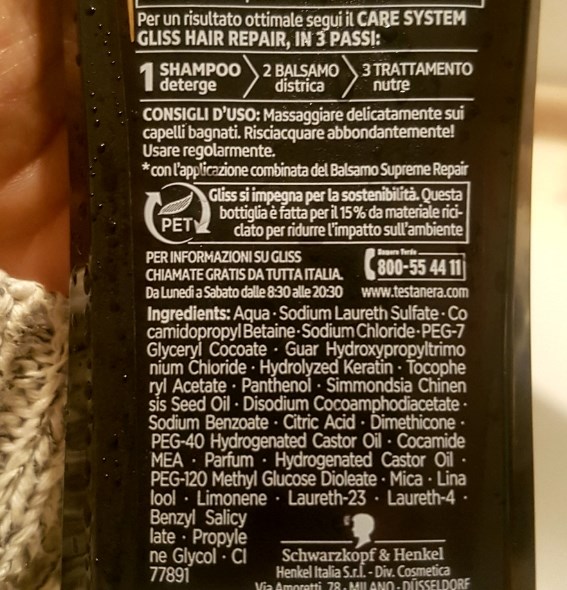 Per un risultato ottimale segui il CARE SYSTEM
GLISS HAIR REPAIR, IN 3 PASSI:
1 SHAMPOO deterge
2 BALSAMO districa
3 TRATTAMENTO nutre
CONSIGLI D'USO: Massaggiare delicatamente sui
capelli bagnati. Risciacquare abbondantemente!
Usare regolarmente.
*con l'applicazione combinata del Balsamo Supreme Repair
PET
Gliss si impegna per la sostenibilità. Questa
bottiglia è fatta per il 15% da materiale rici-
clato per ridurre l'impatto sull'ambiente
PER INFORMAZIONI SU GLISS
CHIAMATE GRATIS DA TUTTA ITALIA.
Da Lunedì a Sabato dalle 8:30 alle 20:30
Numero Verde
800-55 44 11
www.testanera.com
Ingredients: Aqua · Sodium Laureth Sulfate · Co
camidopropyl Betaine · Sodium Chloride · PEG-7
Glyceryl Cocoate · Guar Hydroxypropyltrimo
nium Chloride · Hydrolyzed Keratin · Tocophe
ryl Acetate · Panthenol · Simmondsia Chinen
sis Seed Oil · Disodium Cocoamphodiacetate ·
Sodium Benzoate · Citric Acid · Dimethicone ·
PEG-40 Hydrogenated Castor Oil · Cocamide
MEA · Parfum · Hydrogenated Castor Oil ·
PEG-120 Methyl Glucose Dioleate · Mica · Lina
lool · Limonene · Laureth-23 · Laureth-4 ·
Benzyl Salicy
late · Propyle
ne Glycol · CI
77891
Schwarzkopf & Henkel
Henkel Italia S.r.l. - Div. Cosmetica
Via Amoretti, 78 - MILANO - DÜSSELDORF